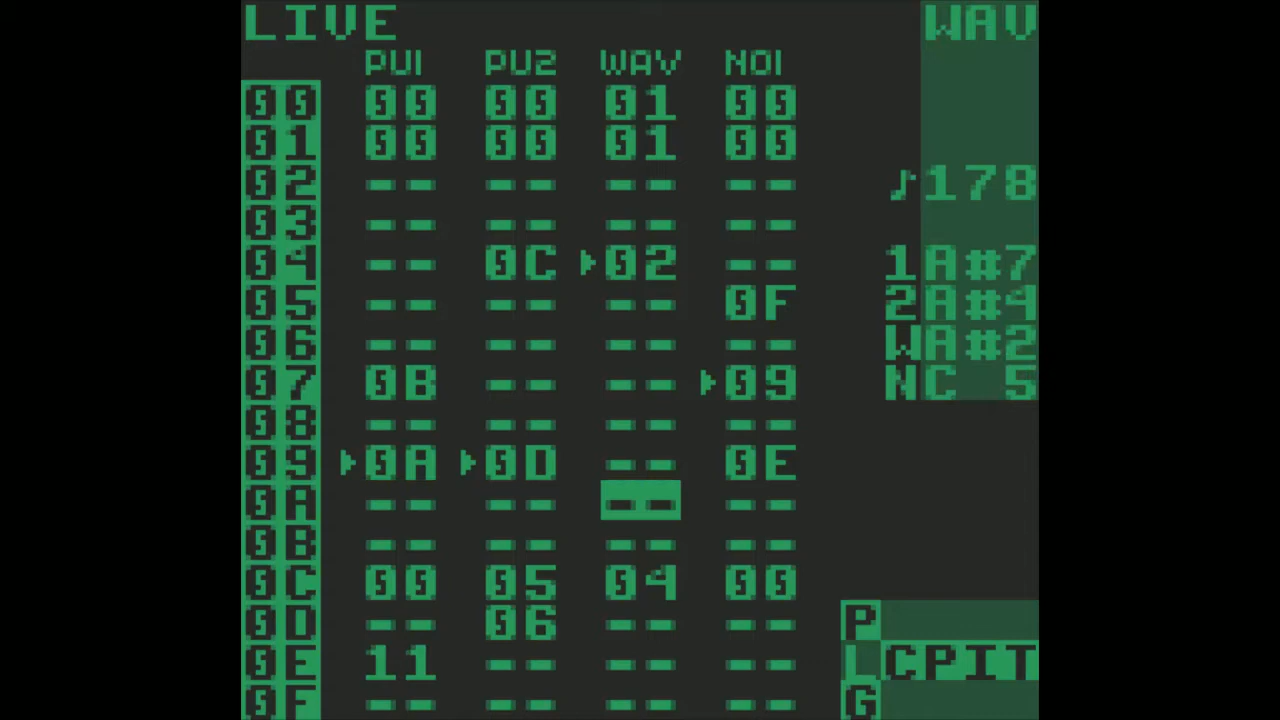 LIVE WAV
PU1 PU2 WAV NOI
00 00 00 01 00
01 00 00 01 00 
02 -- -- -- -- ♪178
03 -- -- -- --
04 -- 0C ▸02 -- 1A#7
05 -- -- -- 0F 2A#4
06 -- -- -- -- WA#2
07 0B -- -- ▸09 NC 5
08 -- -- -- --
09 ▸0A ▸0D -- 0E
0A -- -- -- --
0B -- -- -- --
0C 00 05 04 00
0D -- 06 -- -- P
0E 11 -- -- -- LCPIT
0F -- -- -- -- G